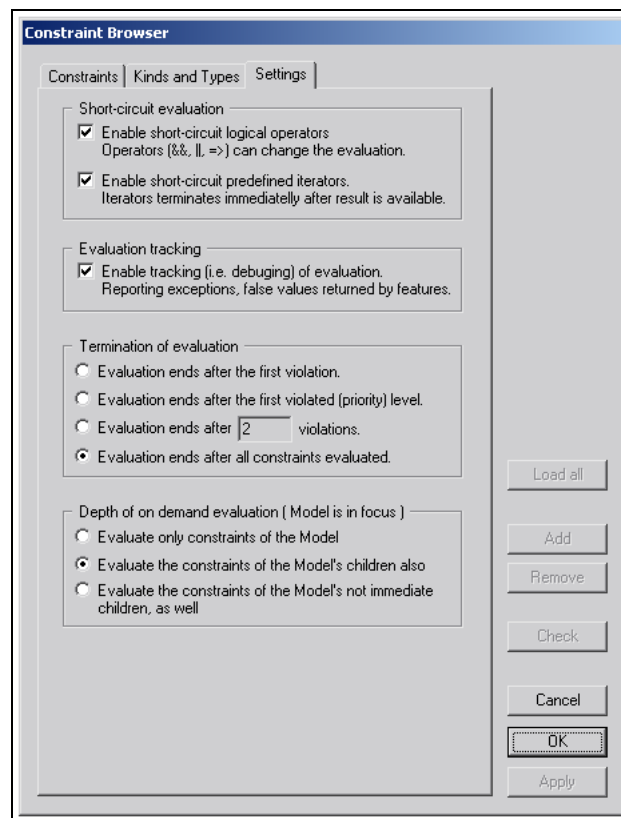 Constraint Browser
Constraints
Kinds and Types
Settings
Short-circuit evaluation
Enable short-circuit logical operators
Operators (&&, ||, =>) can change the evaluation.
Enable short-circuit predefined iterators.
Iterators terminates immediatelly after result is available.
Evaluation tracking
Enable tracking (i.e. debuging) of evaluation.
Reporting exceptions, false values returned by features.
Termination of evaluation
Evaluation ends after the first violation.
Evaluation ends after the first violated (priority) level.
Evaluation ends after 2 violations.
Evaluation ends after all constraints evaluated.
Depth of on demand evaluation ( Model is in focus )
Evaluate only constraints of the Model
Evaluate the constraints of the Model's children also
Evaluate the constraints of the Model's not immediate
children, as well
Load all
Add
Remove
Check
Cancel
OK
Apply